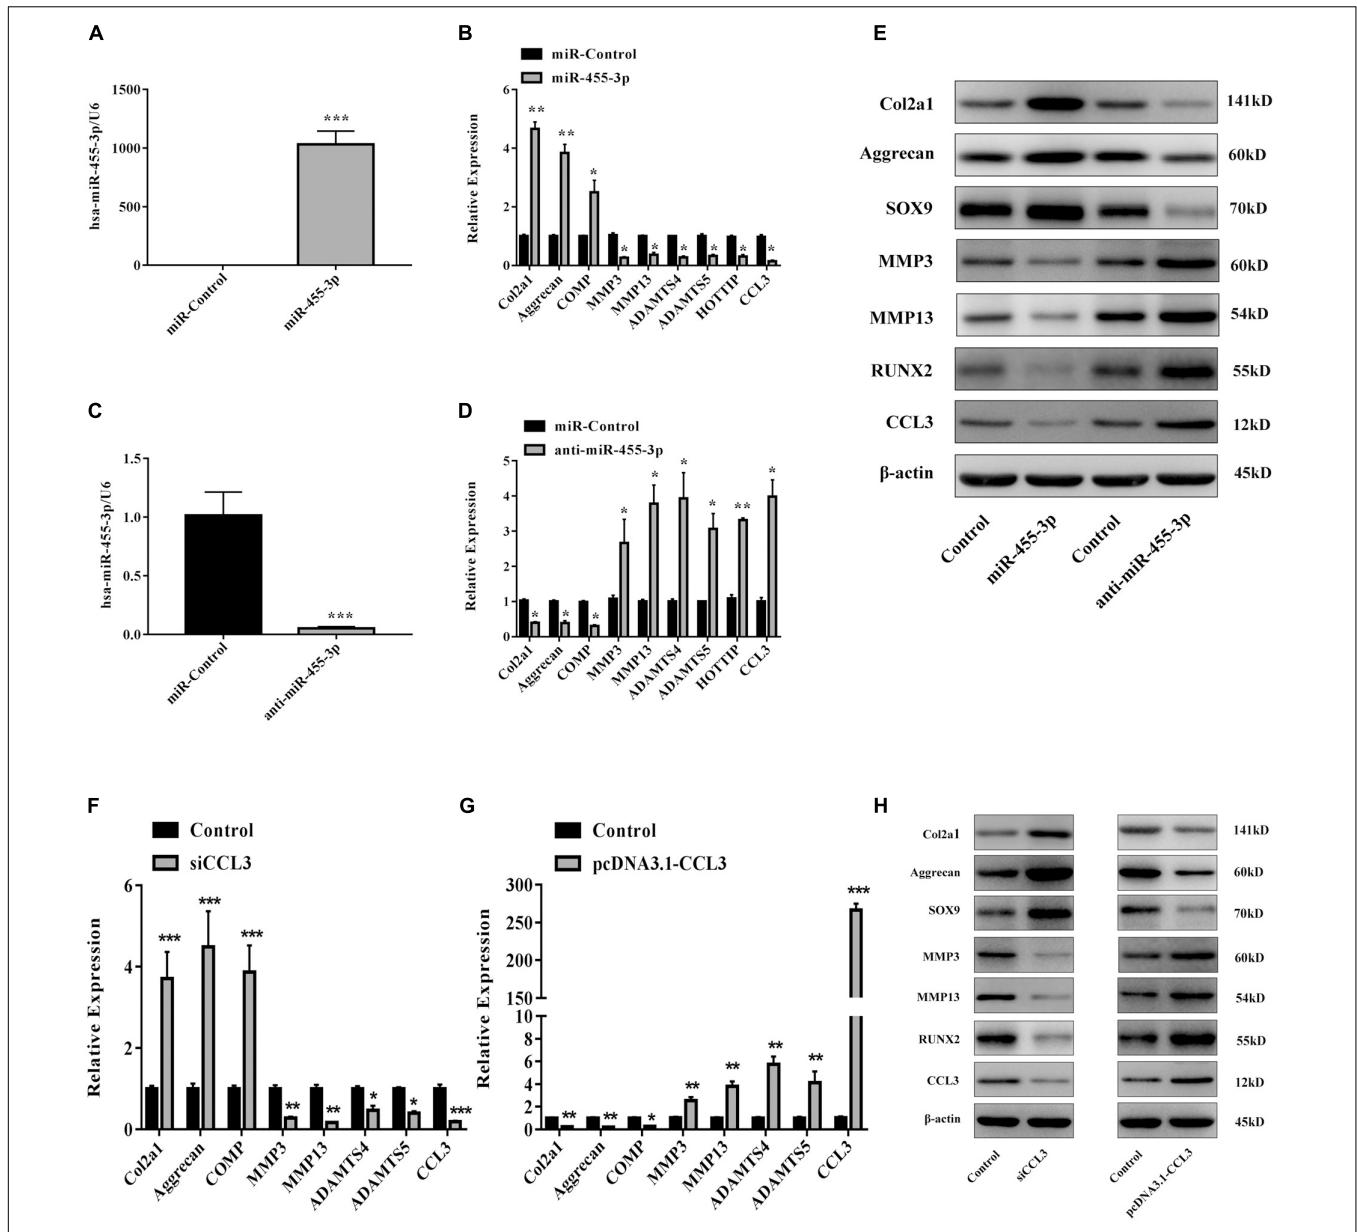 A
hsa-miR-455-3p/U6
1500
1000
500
0
***
miR-Control
miR-455-3p
B
miR-Control
miR-455-3p
Relative Expression
6
4
2
0
** ** * * * * * * *
Col2a1
Aggrecan
COMP
MMP3
MMP13
ADAMTS4
ADAMTS5
HOTTIP
CCL3
C
hsa-miR-455-3p/U6
1.5
1.0
0.5
0.0
***
miR-Control
anti-miR-455-3p
D
miR-Control
anti-miR-455-3p
Relative Expression
5
4
3
2
1
0
* * * * * * * ** *
Col2a1
Aggrecan
COMP
MMP3
MMP13
ADAMTS4
ADAMTS5
HOTTIP
CCL3
E
Col2a1 141kD
Aggrecan 60kD
SOX9 70kD
MMP3 60kD
MMP13 54kD
RUNX2 55kD
CCL3 12kD
β-actin 45kD
Control
miR-455-3p
Control
anti-miR-455-3p
F
Control
siCCL3
Relative Expression
6
4
2
0
*** *** *** ** ** * * ***
Col2a1
Aggrecan
COMP
MMP3
MMP13
ADAMTS4
ADAMTS5
CCL3
G
Control
pcDNA3.1-CCL3
Relative Expression
300
250
200
150
10
8
6
4
2
0
** ** * ** ** ** ** ***
Col2a1
Aggrecan
COMP
MMP3
MMP13
ADAMTS4
ADAMTS5
CCL3
H
Col2a1 141kD
Aggrecan 60kD
SOX9 70kD
MMP3 60kD
MMP13 54kD
RUNX2 55kD
CCL3 12kD
β-actin 45kD
Control
siCCL3
Control
pcDNA3.1-CCL3